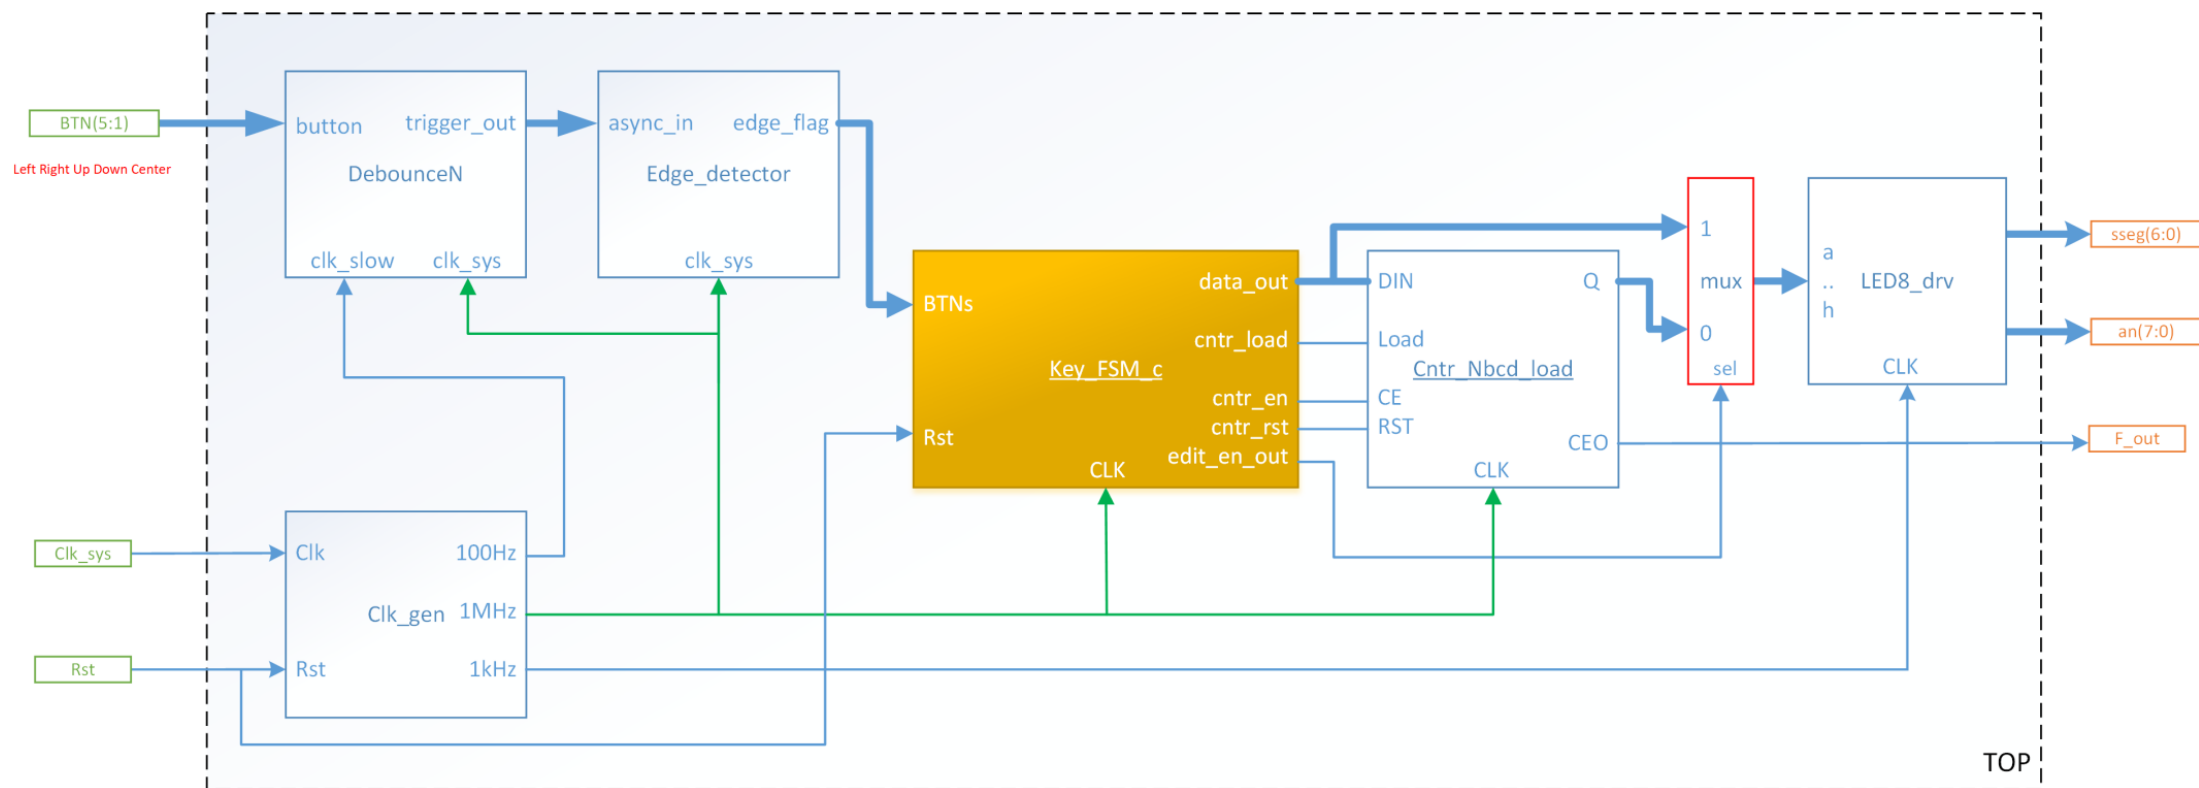 BTN(5:1)
Left Right Up Down Center
button
trigger_out
DebounceN
clk_slow
clk_sys
async_in
edge_flag
Edge_detector
clk_sys
BTNs
Rst
Key_FSM_c
CLK
data_out
cntr_load
cntr_en
cntr_rst
edit_en_out
DIN
Load
Cntr_Nbcd_load
CE
RST
CLK
Q
CEO
1
mux
0
sel
a
..
h
LED8_drv
CLK
sseg(6:0)
an(7:0)
F_out
Clk_sys
Rst
Clk
Rst
Clk_gen
100Hz
1MHz
1kHz
TOP